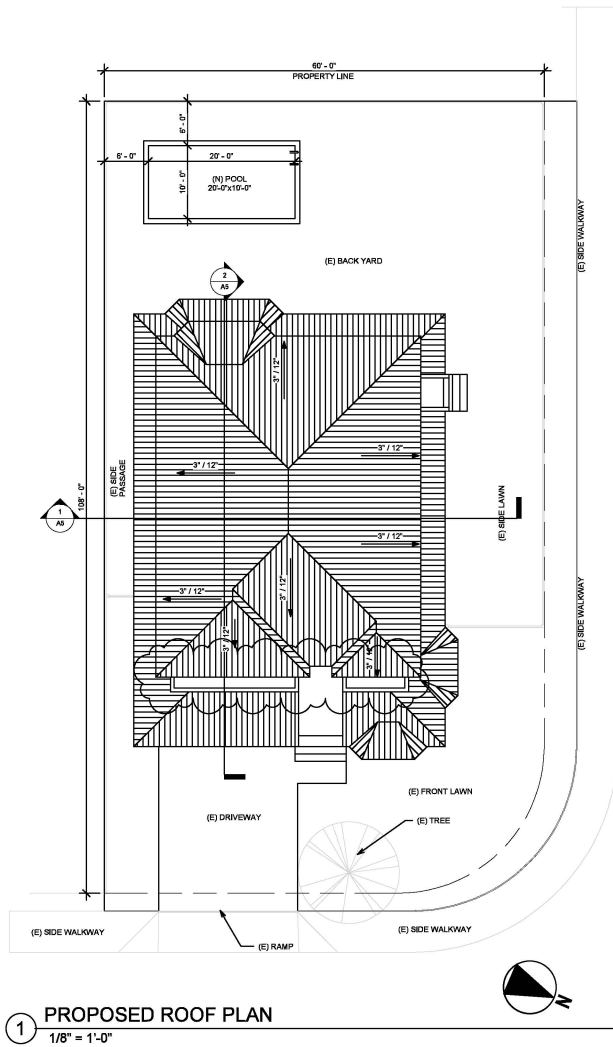 60' - 0"
PROPERTY LINE
6' - 0"
6' - 0"
20' - 0"
10' - 0"
(N) POOL
20'-0"x10'-0"
(E) SIDE WALKWAY
(E) BACK YARD
2
A5
3" / 12"
3" / 12"
3" / 12"
(E) SIDE
PASSAGE
108' - 0"
1
A5
(E) SIDE LAWN
3" / 12"
3" / 12"
3" / 12"
3" / 12"
3" / 12"
(E) SIDE WALKWAY
(E) FRONT LAWN
(E) DRIVEWAY
(E) TREE
(E) SIDE WALKWAY
(E) SIDE WALKWAY
(E) RAMP
N
1
PROPOSED ROOF PLAN
1/8" = 1'-0"